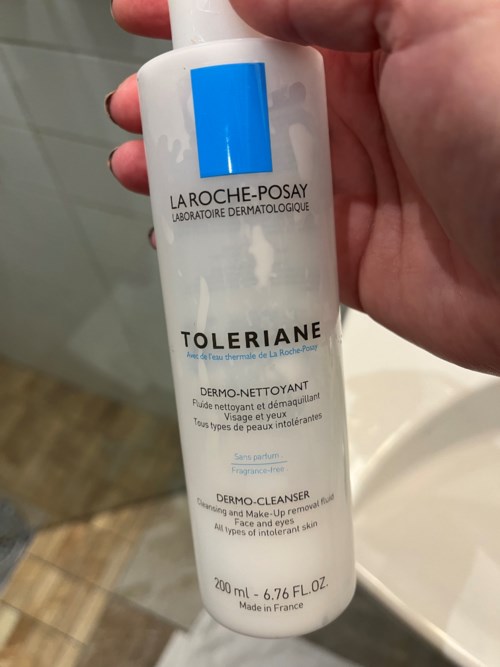 LA ROCHE-POSAY
LABORATOIRE DERMATOLOGIQUE
TOLERIANE
Avec de l'eau thermale de La Roche-Posay
DERMO-NETTOYANT
Fluide nettoyant et démaquillant
Visage et yeux
Tous types de peaux intolérantes
Sans parfum -
Fragrance-free -
DERMO-CLEANSER
Cleansing and Make-Up removal fluid
Face and eyes
All types of intolerant skin
200 ml - 6.76 FL.OZ.
Made in France